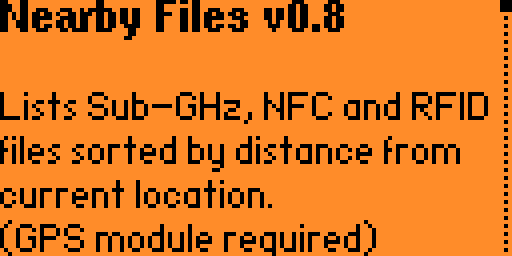 Nearby Files v0.8
Lists Sub-GHz, NFC and RFID
files sorted by distance from
current location.
(GPS module required)